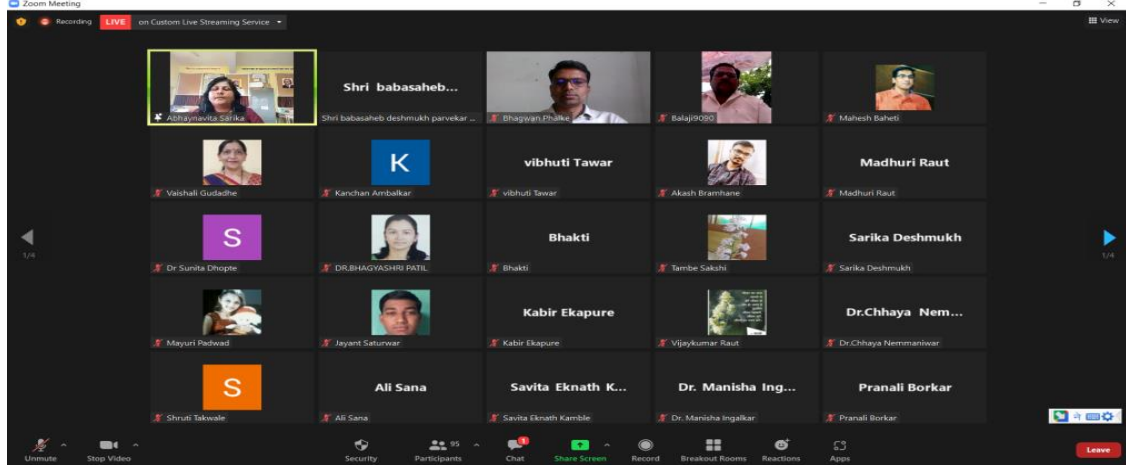 Zoom Meeting
Recording LIVE on Custom Live Streaming Service View
Abhaynavita Sarika
Shri babasaheb...
Shri babasaheb deshmukh parvekar ...
Bhagwan Phalke
Balaji9090
Mahesh Baheti
Vaishali Gudadhe
K
Kanchan Ambalkar
vibhuti Tawar
vibhuti Tawar
Akash Bramhane
Madhuri Raut
Madhuri Raut
1/4
S
Dr Sunita Dhopte
DR.BHAGYASHRI PATIL
Bhakti
Bhakti
Tambe Sakshi
Sarika Deshmukh
Sarika Deshmukh
1/4
Mayuri Padwad
Jayant Saturwar
Kabir Ekapure
Kabir Ekapure
Vijaykumar Raut
Dr.Chhaya Nem...
Dr.Chhaya Nemmaniwar
S
Shruti Takwale
Ali Sana
Ali Sana
Savita Eknath K...
Savita Eknath Kamble
Dr. Manisha Ing...
Dr. Manisha Ingalkar
Pranali Borkar
Pranali Borkar
Unmute Stop Video Security Participants 95 Chat 1 Share Screen Record Breakout Rooms Reactions Apps Leave